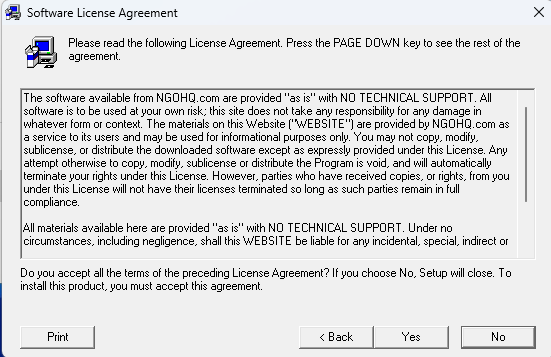 Software License Agreement
Please read the following License Agreement. Press the PAGE DOWN key to see the rest of the
agreement.
The software available from NGOHQ.com are provided "as is" with NO TECHNICAL SUPPORT. All
software is to be used at your own risk; this site does not take any responsibility for any damage in
whatever form or context. The materials on this Website ("WEBSITE") are provided by NGOHQ.com as
a service to its users and may be used for informational purposes only. You may not copy, modify,
sublicense, or distribute the downloaded software except as expressly provided under this License. Any
attempt otherwise to copy, modify, sublicense or distribute the Program is void, and will automatically
terminate your rights under this License. However, parties who have received copies, or rights, from you
under this License will not have their licenses terminated so long as such parties remain in full
compliance.
All materials available here are provided "as is" with NO TECHNICAL SUPPORT. Under no
circumstances, including negligence, shall this WEBSITE be liable for any incidental, special, indirect or
Do you accept all the terms of the preceding License Agreement? If you choose No, Setup will close. To
install this product, you must accept this agreement.
Print
< Back
Yes
No